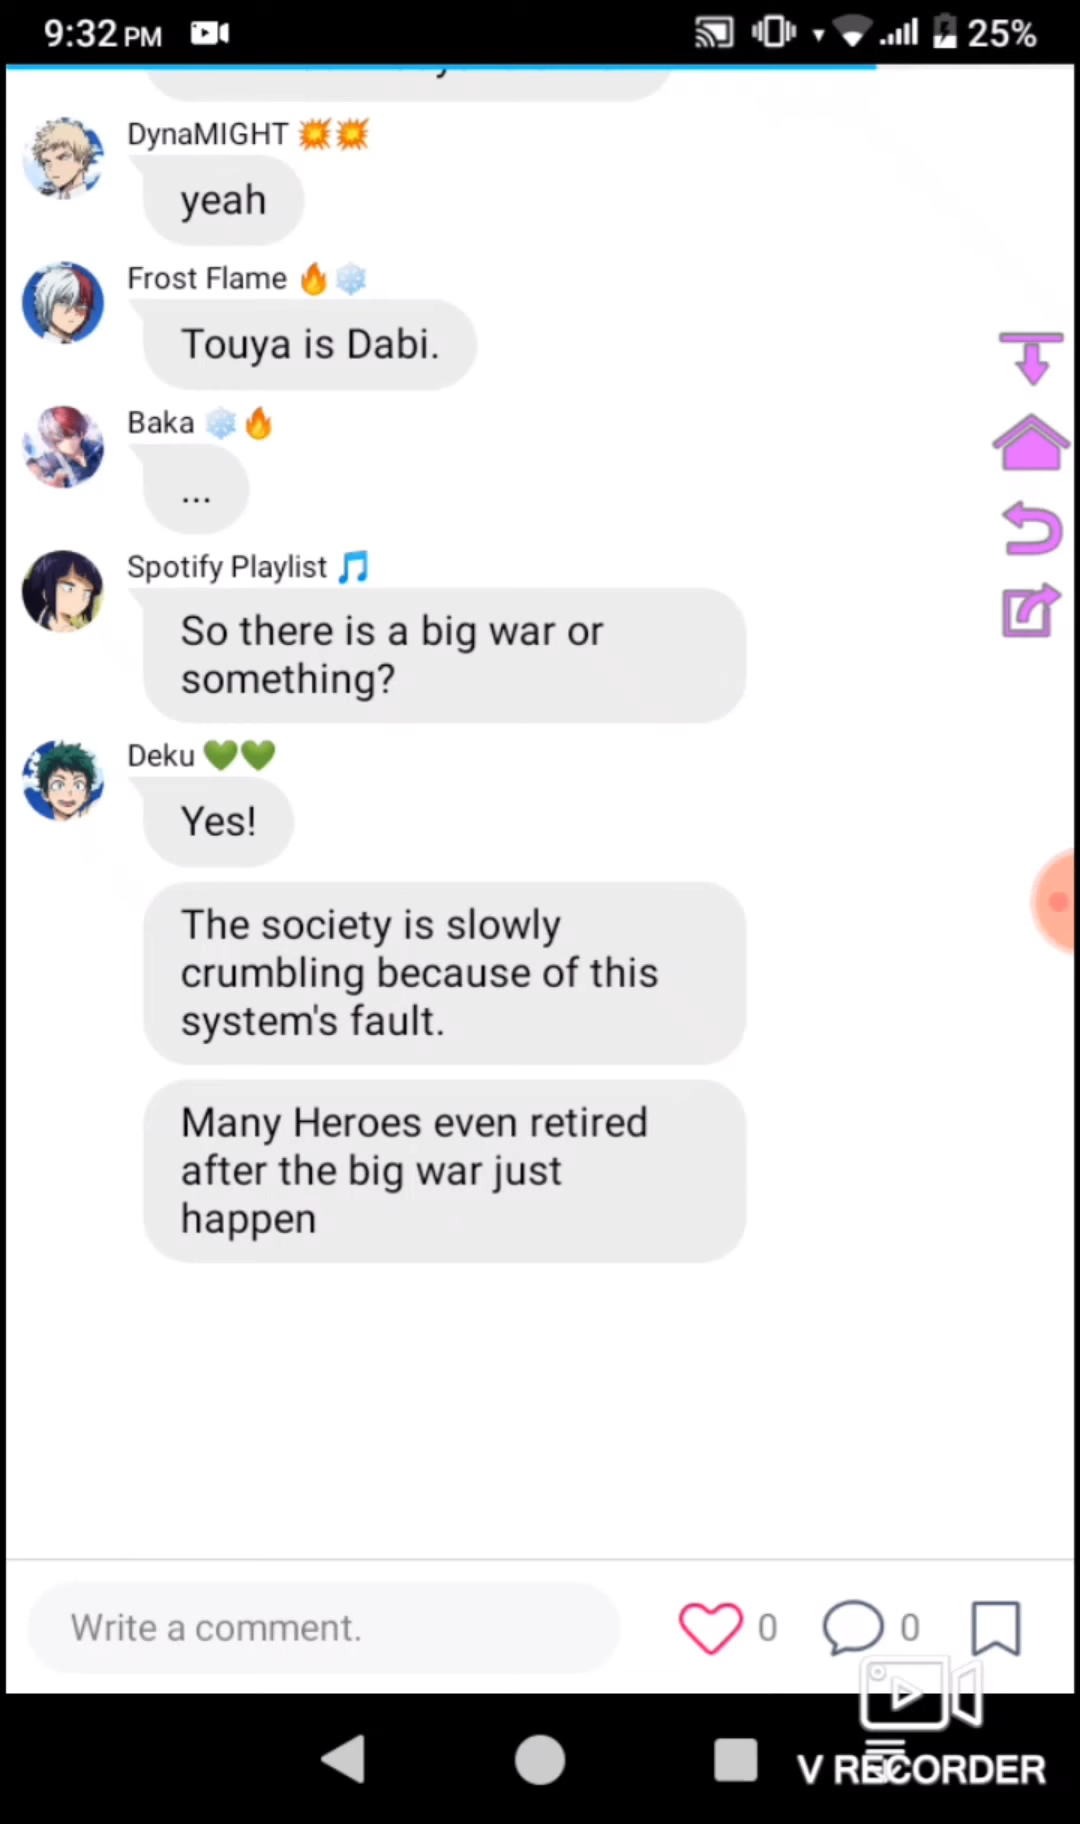 9:32 PM
25%
DynaMIGHT 💥💥
yeah
Frost Flame 🔥❄️
Touya is Dabi.
Baka ❄️🔥
...
Spotify Playlist 🎵
So there is a big war or
something?
Deku 💚💚
Yes!
The society is slowly
crumbling because of this
system's fault.
Many Heroes even retired
after the big war just
happen
Write a comment.
0
0
V RECORDER